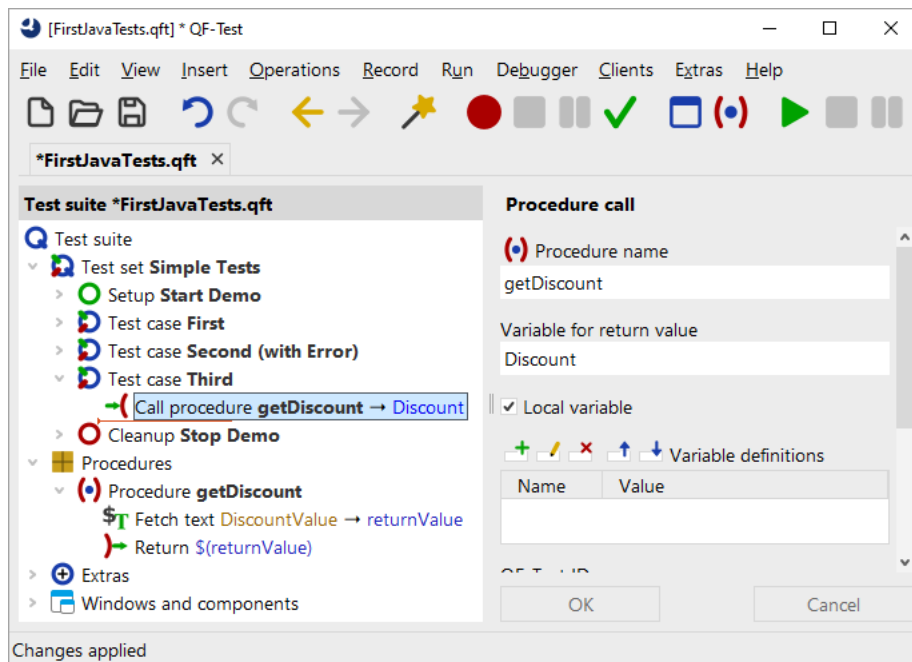 [FirstJavaTests.qft] * QF-Test
File Edit View Insert Operations Record Run Debugger Clients Extras Help
*FirstJavaTests.qft
Test suite *FirstJavaTests.qft
Test suite
Test set Simple Tests
Setup Start Demo
Test case First
Test case Second (with Error)
Test case Third
Call procedure getDiscount → Discount
Cleanup Stop Demo
Procedures
Procedure getDiscount
Fetch text DiscountValue → returnValue
Return $(returnValue)
Extras
Windows and components
Procedure call
Procedure name
getDiscount
Variable for return value
Discount
Local variable
Variable definitions
Name Value
OK Cancel
Changes applied